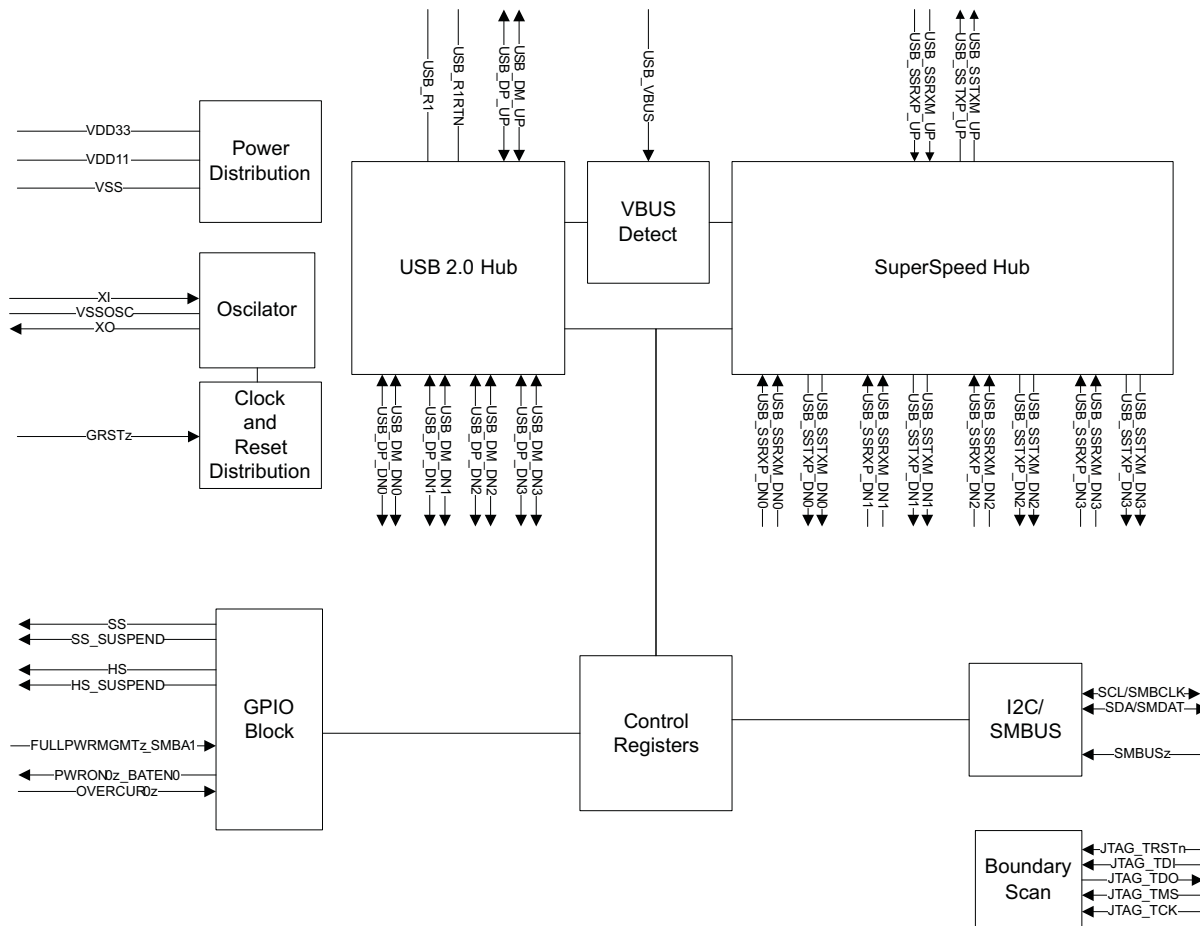 USB_R1
USB_R1RTN
USB_DP_UP
USB_DM_UP
USB_VBUS
USB_SSRXP_UP
USB_SSRXM_UP
USB_SSTXP_UP
USB_SSTXM_UP
VDD33
VDD11
VSS
Power
Distribution
USB 2.0 Hub
VBUS
Detect
SuperSpeed Hub
XI
VSSOSC
XO
Oscilator
GRSTz
Clock
and
Reset
Distribution
USB_DP_DN0
USB_DM_DN0
USB_DP_DN1
USB_DM_DN1
USB_DP_DN2
USB_DM_DN2
USB_DP_DN3
USB_DM_DN3
USB_SSRXP_DN0
USB_SSRXM_DN0
USB_SSTXP_DN0
USB_SSTXM_DN0
USB_SSRXP_DN1
USB_SSRXM_DN1
USB_SSTXP_DN1
USB_SSTXM_DN1
USB_SSRXP_DN2
USB_SSRXM_DN2
USB_SSTXP_DN2
USB_SSTXM_DN2
USB_SSRXP_DN3
USB_SSRXM_DN3
USB_SSTXP_DN3
USB_SSTXM_DN3
SS
SS_SUSPEND
HS
HS_SUSPEND
FULLPWRMGMTz_SMBA1
PWRON0z_BATEN0
OVERCUR0z
GPIO
Block
Control
Registers
I2C/
SMBUS
SCL/SMBCLK
SDA/SMDAT
SMBUSz
Boundary
Scan
JTAG_TRSTn
JTAG_TDI
JTAG_TDO
JTAG_TMS
JTAG_TCK